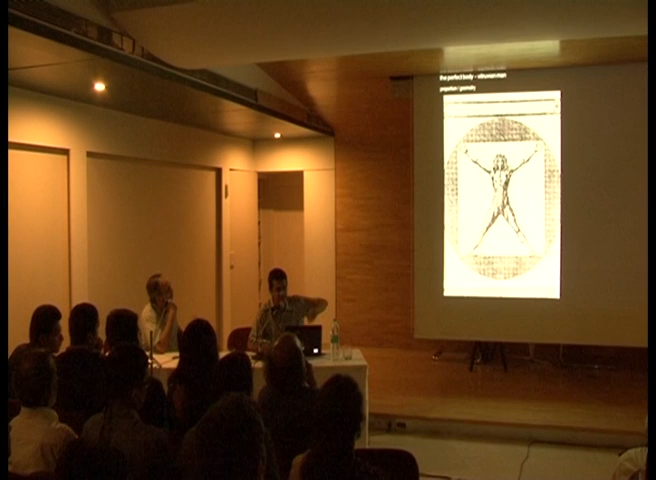 the perfect body – vitruvian man
proportion / geometry